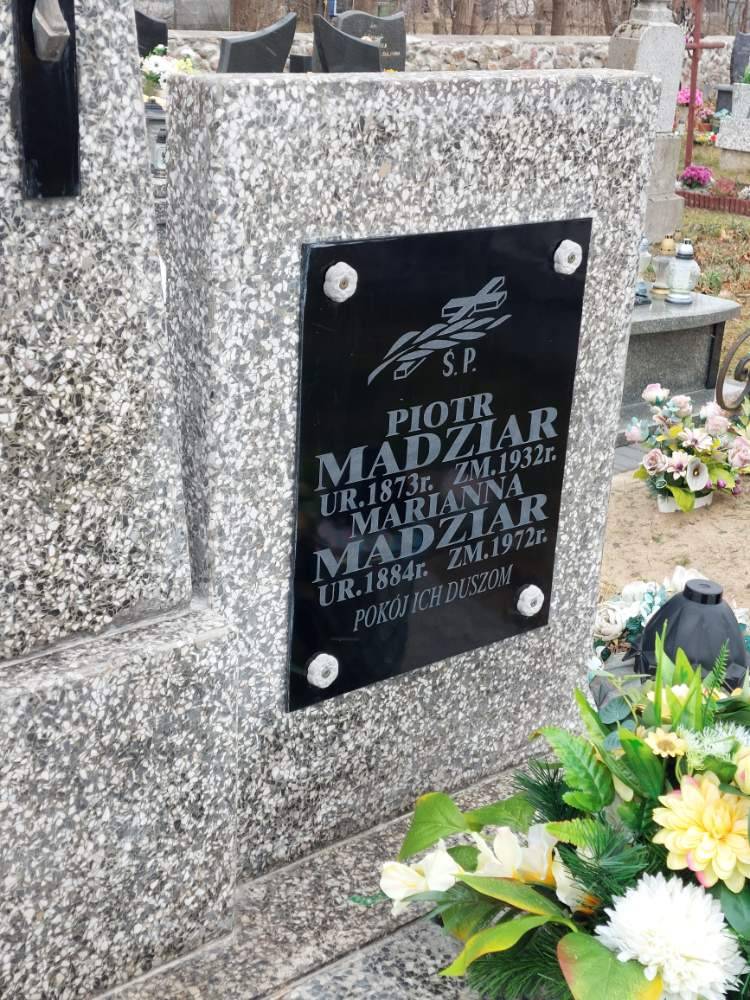 Ś.P.
PIOTR
MADZIAR
UR.1873r. ZM.1932r.
MARIANNA
MADZIAR
UR.1884r. ZM.1972r.
POKÓJ ICH DUSZOM